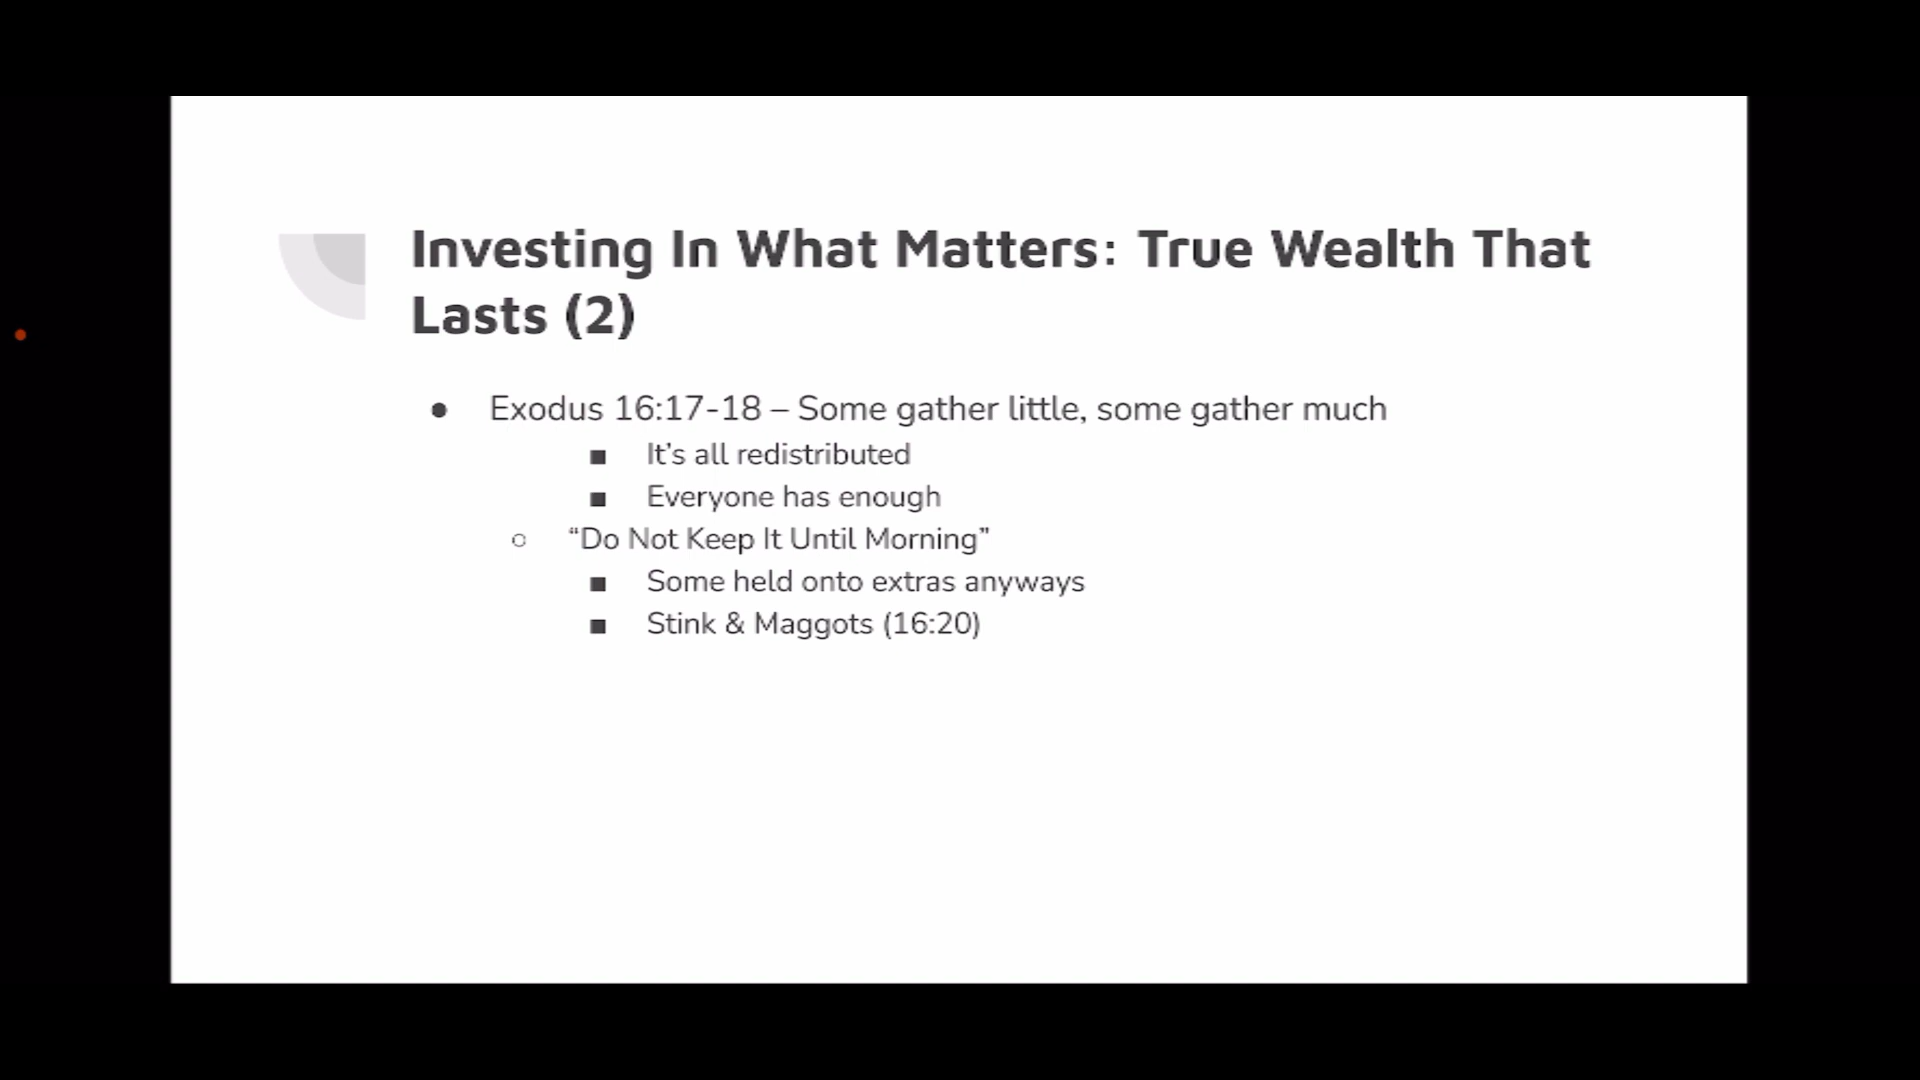 Investing In What Matters: True Wealth That
Lasts (2)
● Exodus 16:17-18 – Some gather little, some gather much
■ It’s all redistributed
■ Everyone has enough
○ “Do Not Keep It Until Morning”
■ Some held onto extras anyways
■ Stink & Maggots (16:20)